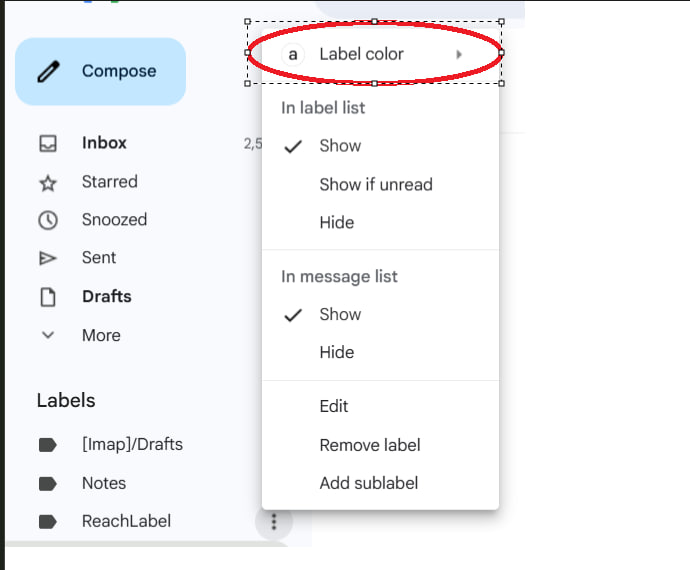 Compose
Inbox 2,5
Starred
Snoozed
Sent
Drafts
More
Labels
[Imap]/Drafts
Notes
ReachLabel
a Label color
In label list
Show
Show if unread
Hide
In message list
Show
Hide
Edit
Remove label
Add sublabel